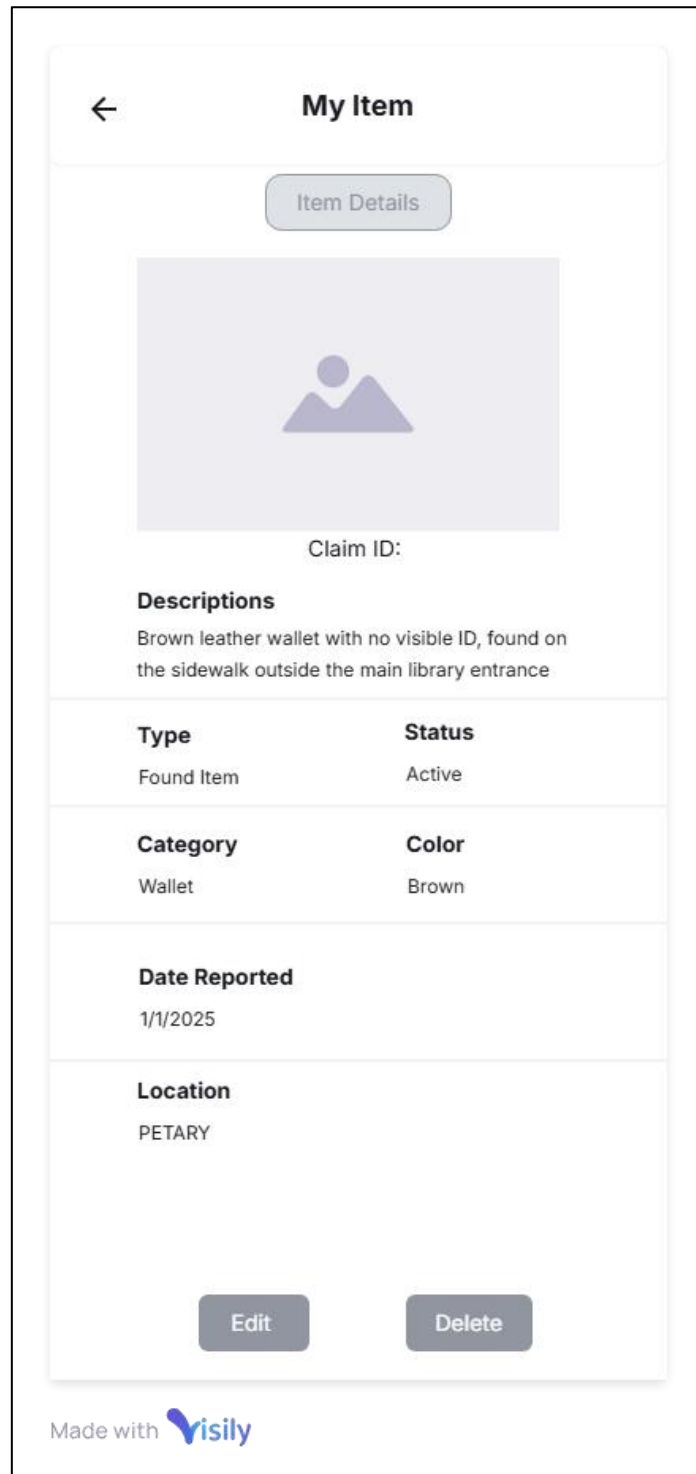 My Item
Item Details
Claim ID:
Descriptions
Brown leather wallet with no visible ID, found on
the sidewalk outside the main library entrance
Type
Status
Found Item
Active
Category
Color
Wallet
Brown
Date Reported
1/1/2025
Location
PETARY
Edit
Delete
Made with Visily